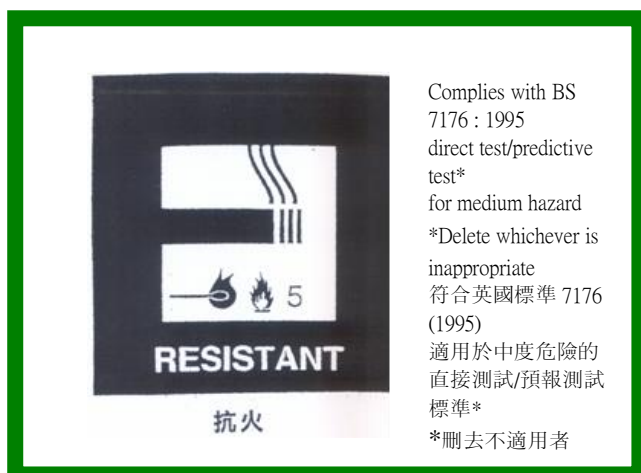 5
RESISTANT
抗火
Complies with BS
7176 : 1995
direct test/predictive
test*
for medium hazard
*Delete whichever is
inappropriate
符合英國標準 7176
(1995)
適用於中度危險的
直接測試/預報測試
標準*
*刪去不適用者